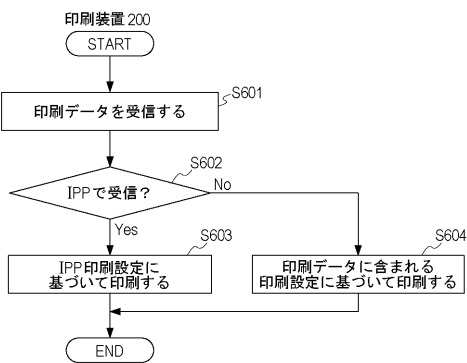 印刷装置200
START
S601
印刷データを受信する
S602
IPPで受信？
No
Yes
S603
IPP印刷設定に
基づいて印刷する
S604
印刷データに含まれる
印刷設定に基づいて印刷する
END